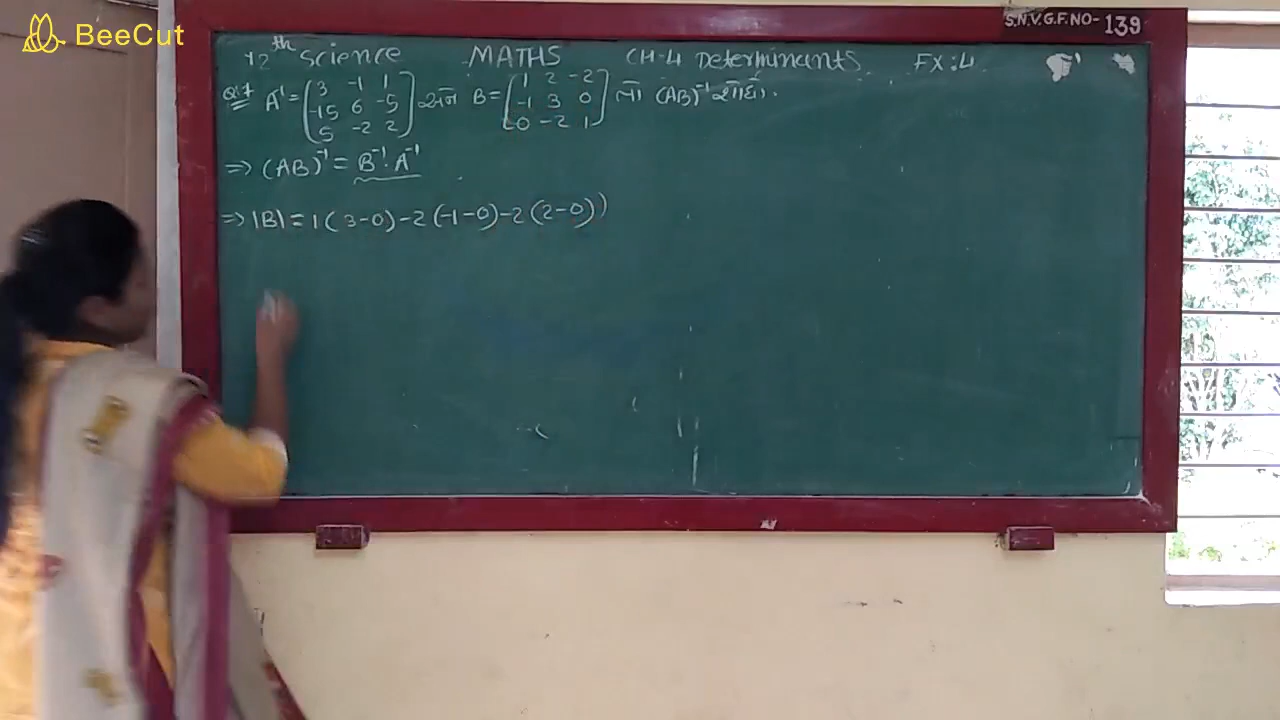 BeeCut
S.N.V.G.F.NO- 139
12th Science MATHS CH-4 Determinants EX:4
Q:7 A⁻¹ = [3 -1 1; -15 6 -5; 5 -2 2] અને B = [1 2 -2; -1 3 0; 0 -2 1] તો (AB)⁻¹ શોધો.
⇒ (AB)⁻¹ = B⁻¹· A⁻¹
⇒ |B| = 1(3-0)-2(-1-0)-2(2-0))